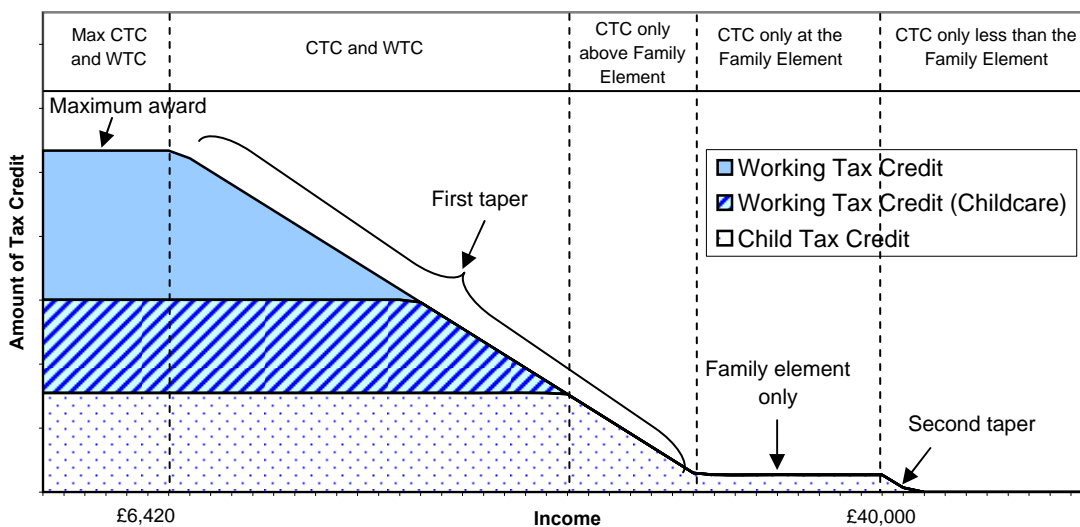 Max CTC
and WTC
CTC and WTC
CTC only
above Family
Element
CTC only at the
Family Element
CTC only less than the
Family Element
Maximum award
First taper
Working Tax Credit
Working Tax Credit (Childcare)
Child Tax Credit
Family element
only
Second taper
Amount of Tax Credit
£6,420
Income
£40,000